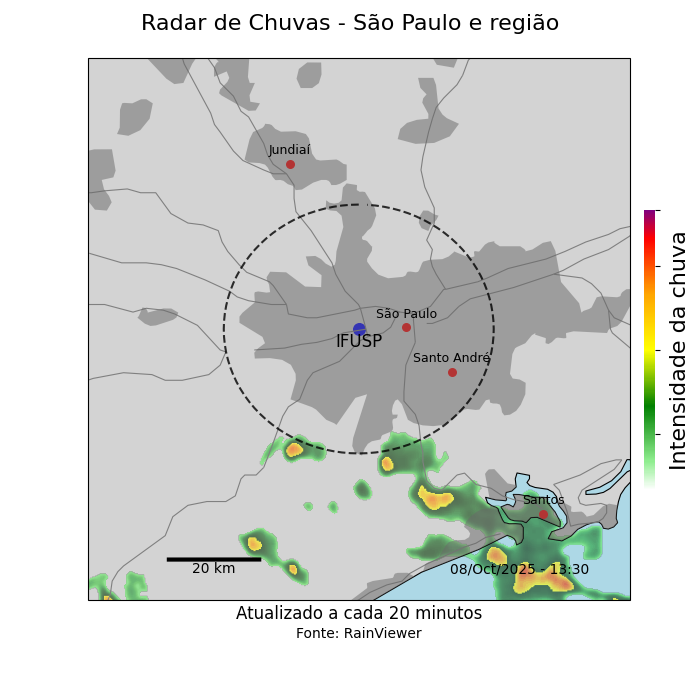 Radar de Chuvas - São Paulo e região
Jundiaí
São Paulo
IFUSP
Santo André
Santos
20 km
08/Oct/2025 - 13:30
Intensidade da chuva
Atualizado a cada 20 minutos
Fonte: RainViewer